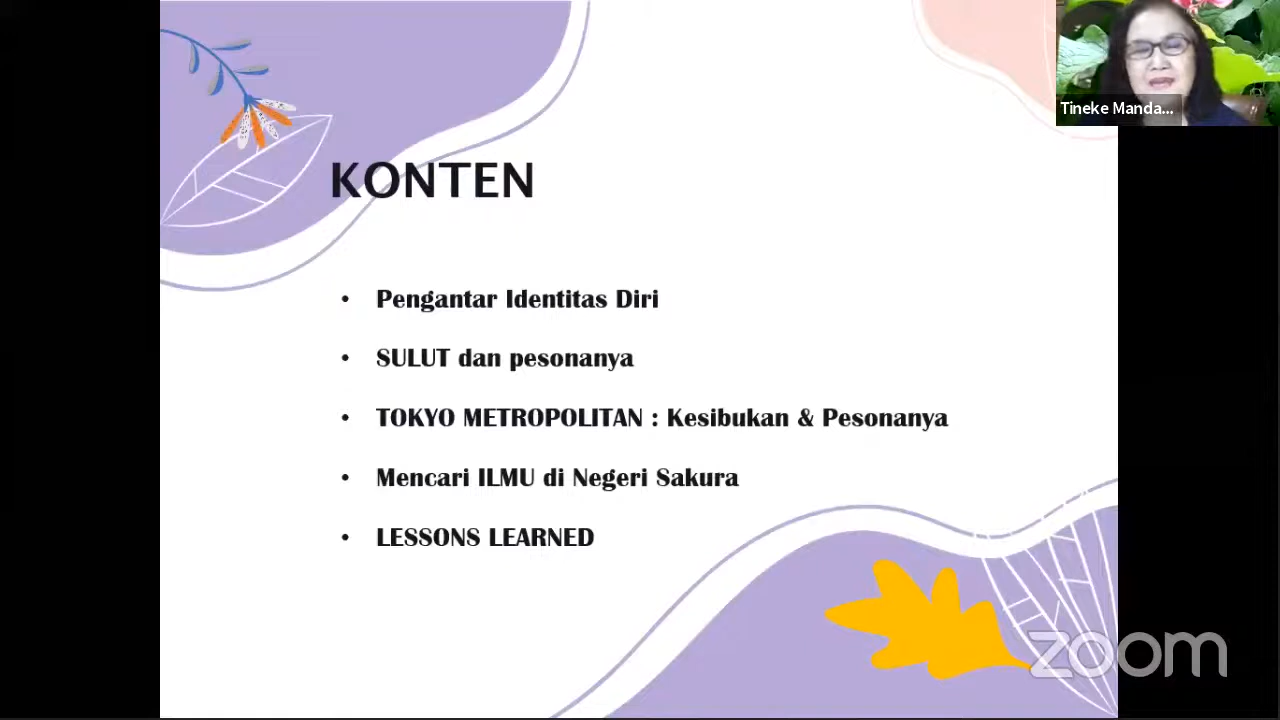 Tineke Manda...
KONTEN
• Pengantar Identitas Diri
• SULUT dan pesonanya
• TOKYO METROPOLITAN : Kesibukan & Pesonanya
• Mencari ILMU di Negeri Sakura
• LESSONS LEARNED
zoom